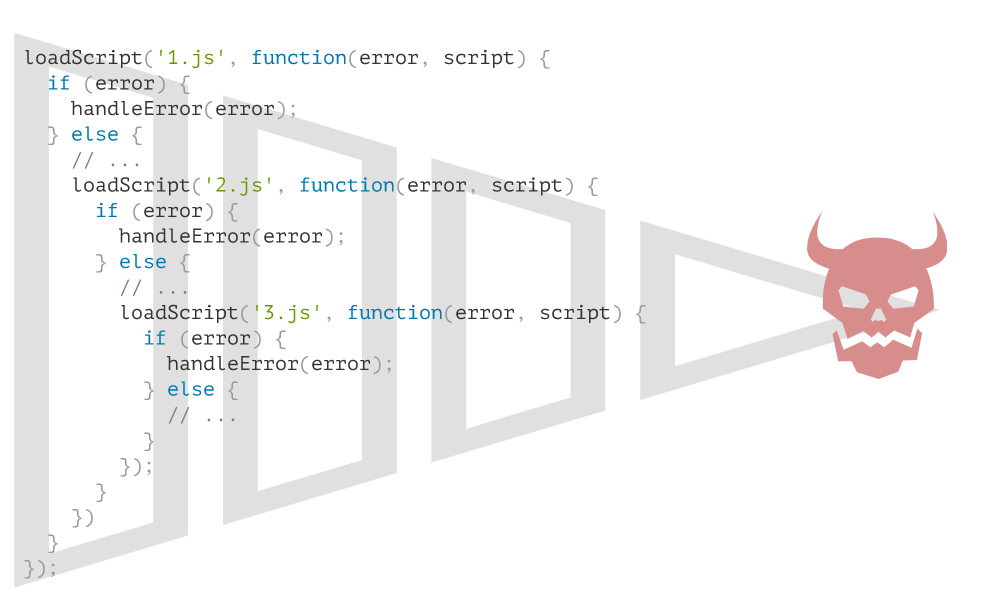 loadScript('1.js', function(error, script) {
  if (error) {
    handleError(error);
  } else {
    // ...
    loadScript('2.js', function(error, script) {
      if (error) {
        handleError(error);
      } else {
        // ...
        loadScript('3.js', function(error, script) {
          if (error) {
            handleError(error);
          } else {
            // ...
          }
        });
      }
    })
  }
});